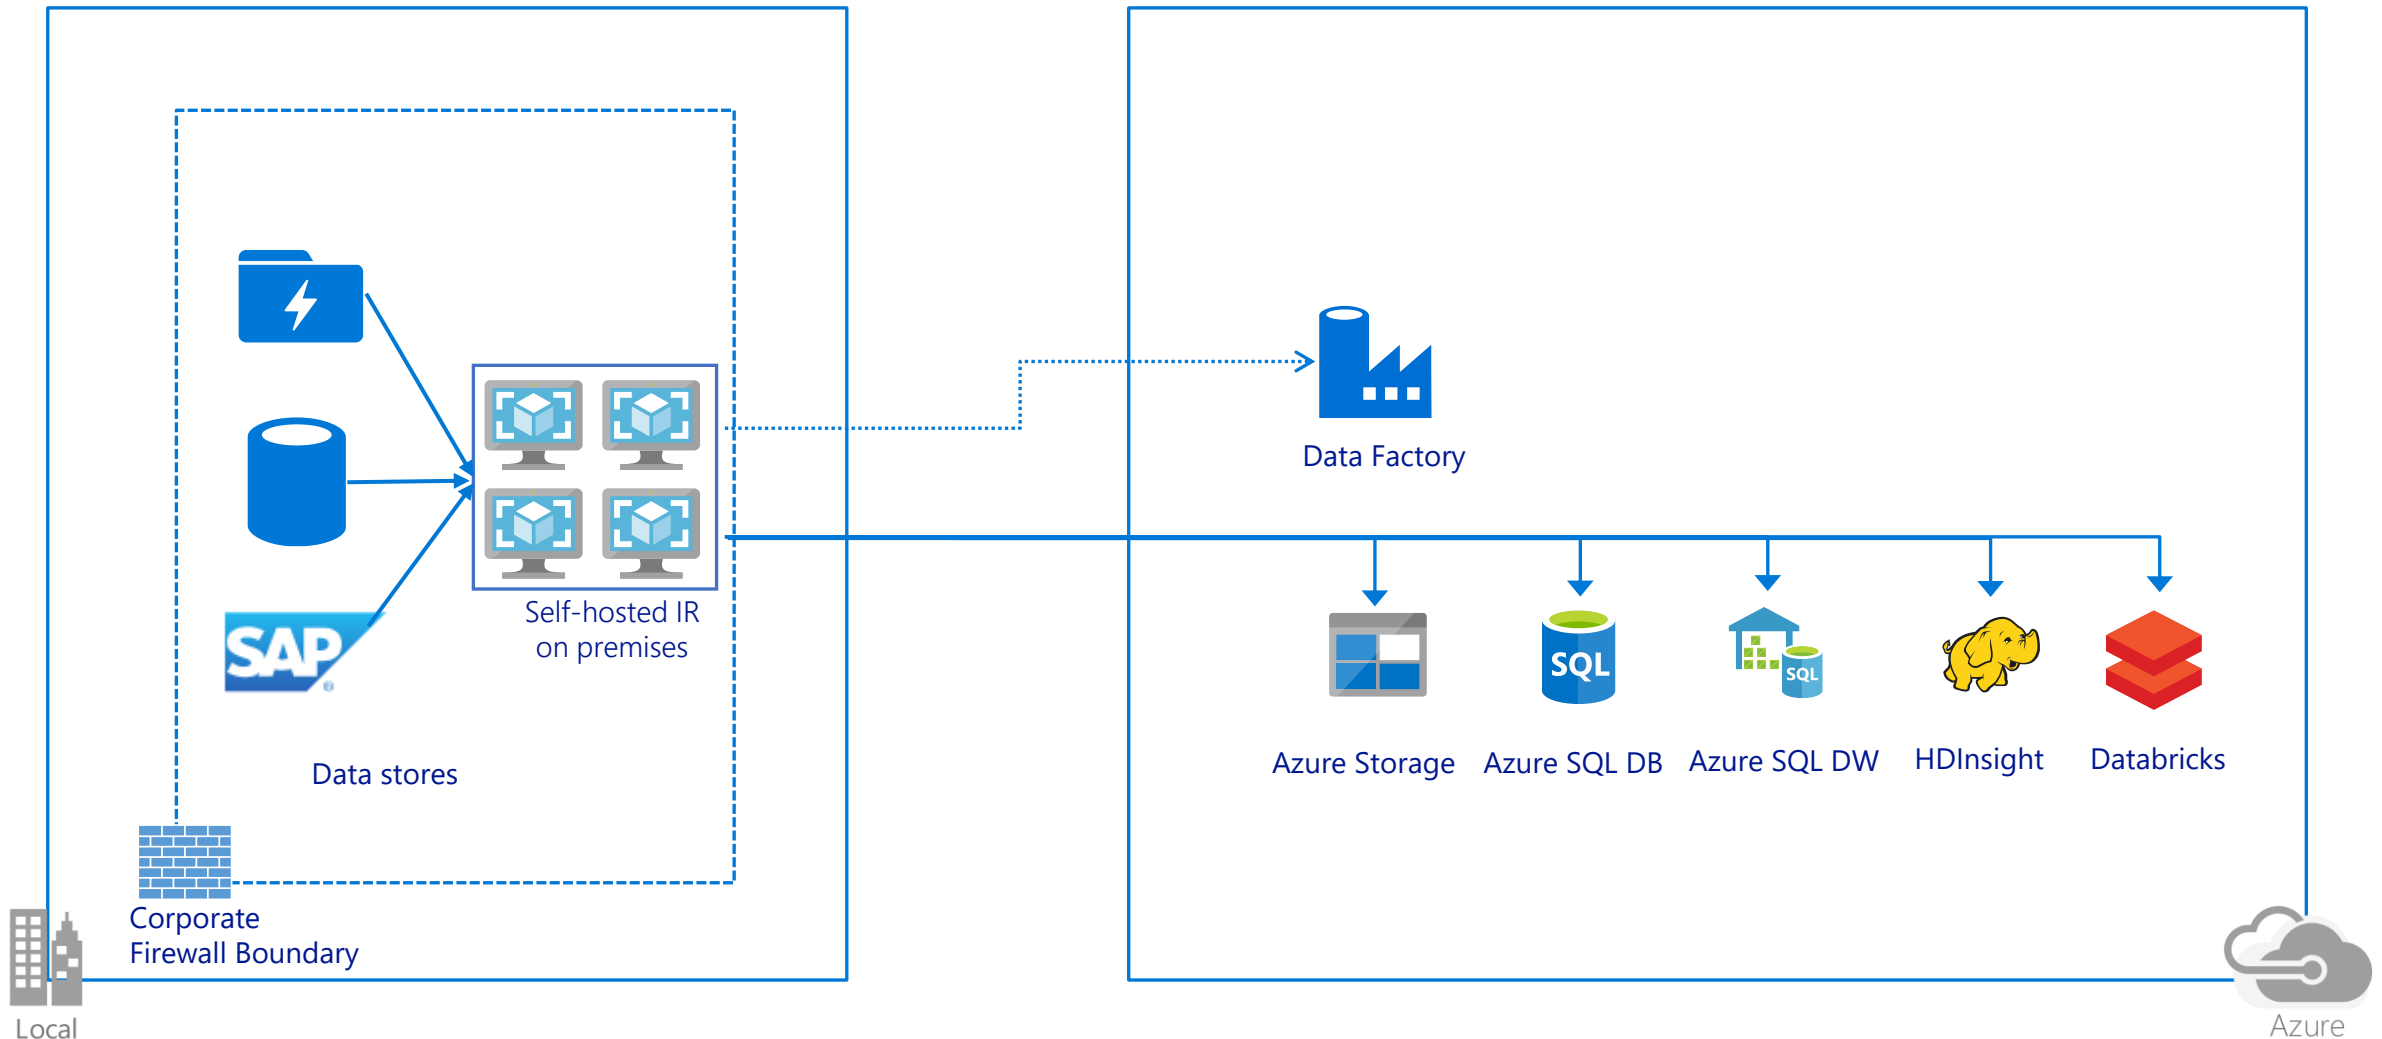 SAP
®
Self-hosted IR
on premises
Data stores
Corporate
Firewall Boundary
Local
Data Factory
SQL
SQL
Azure Storage
Azure SQL DB
Azure SQL DW
HDInsight
Databricks
Azure